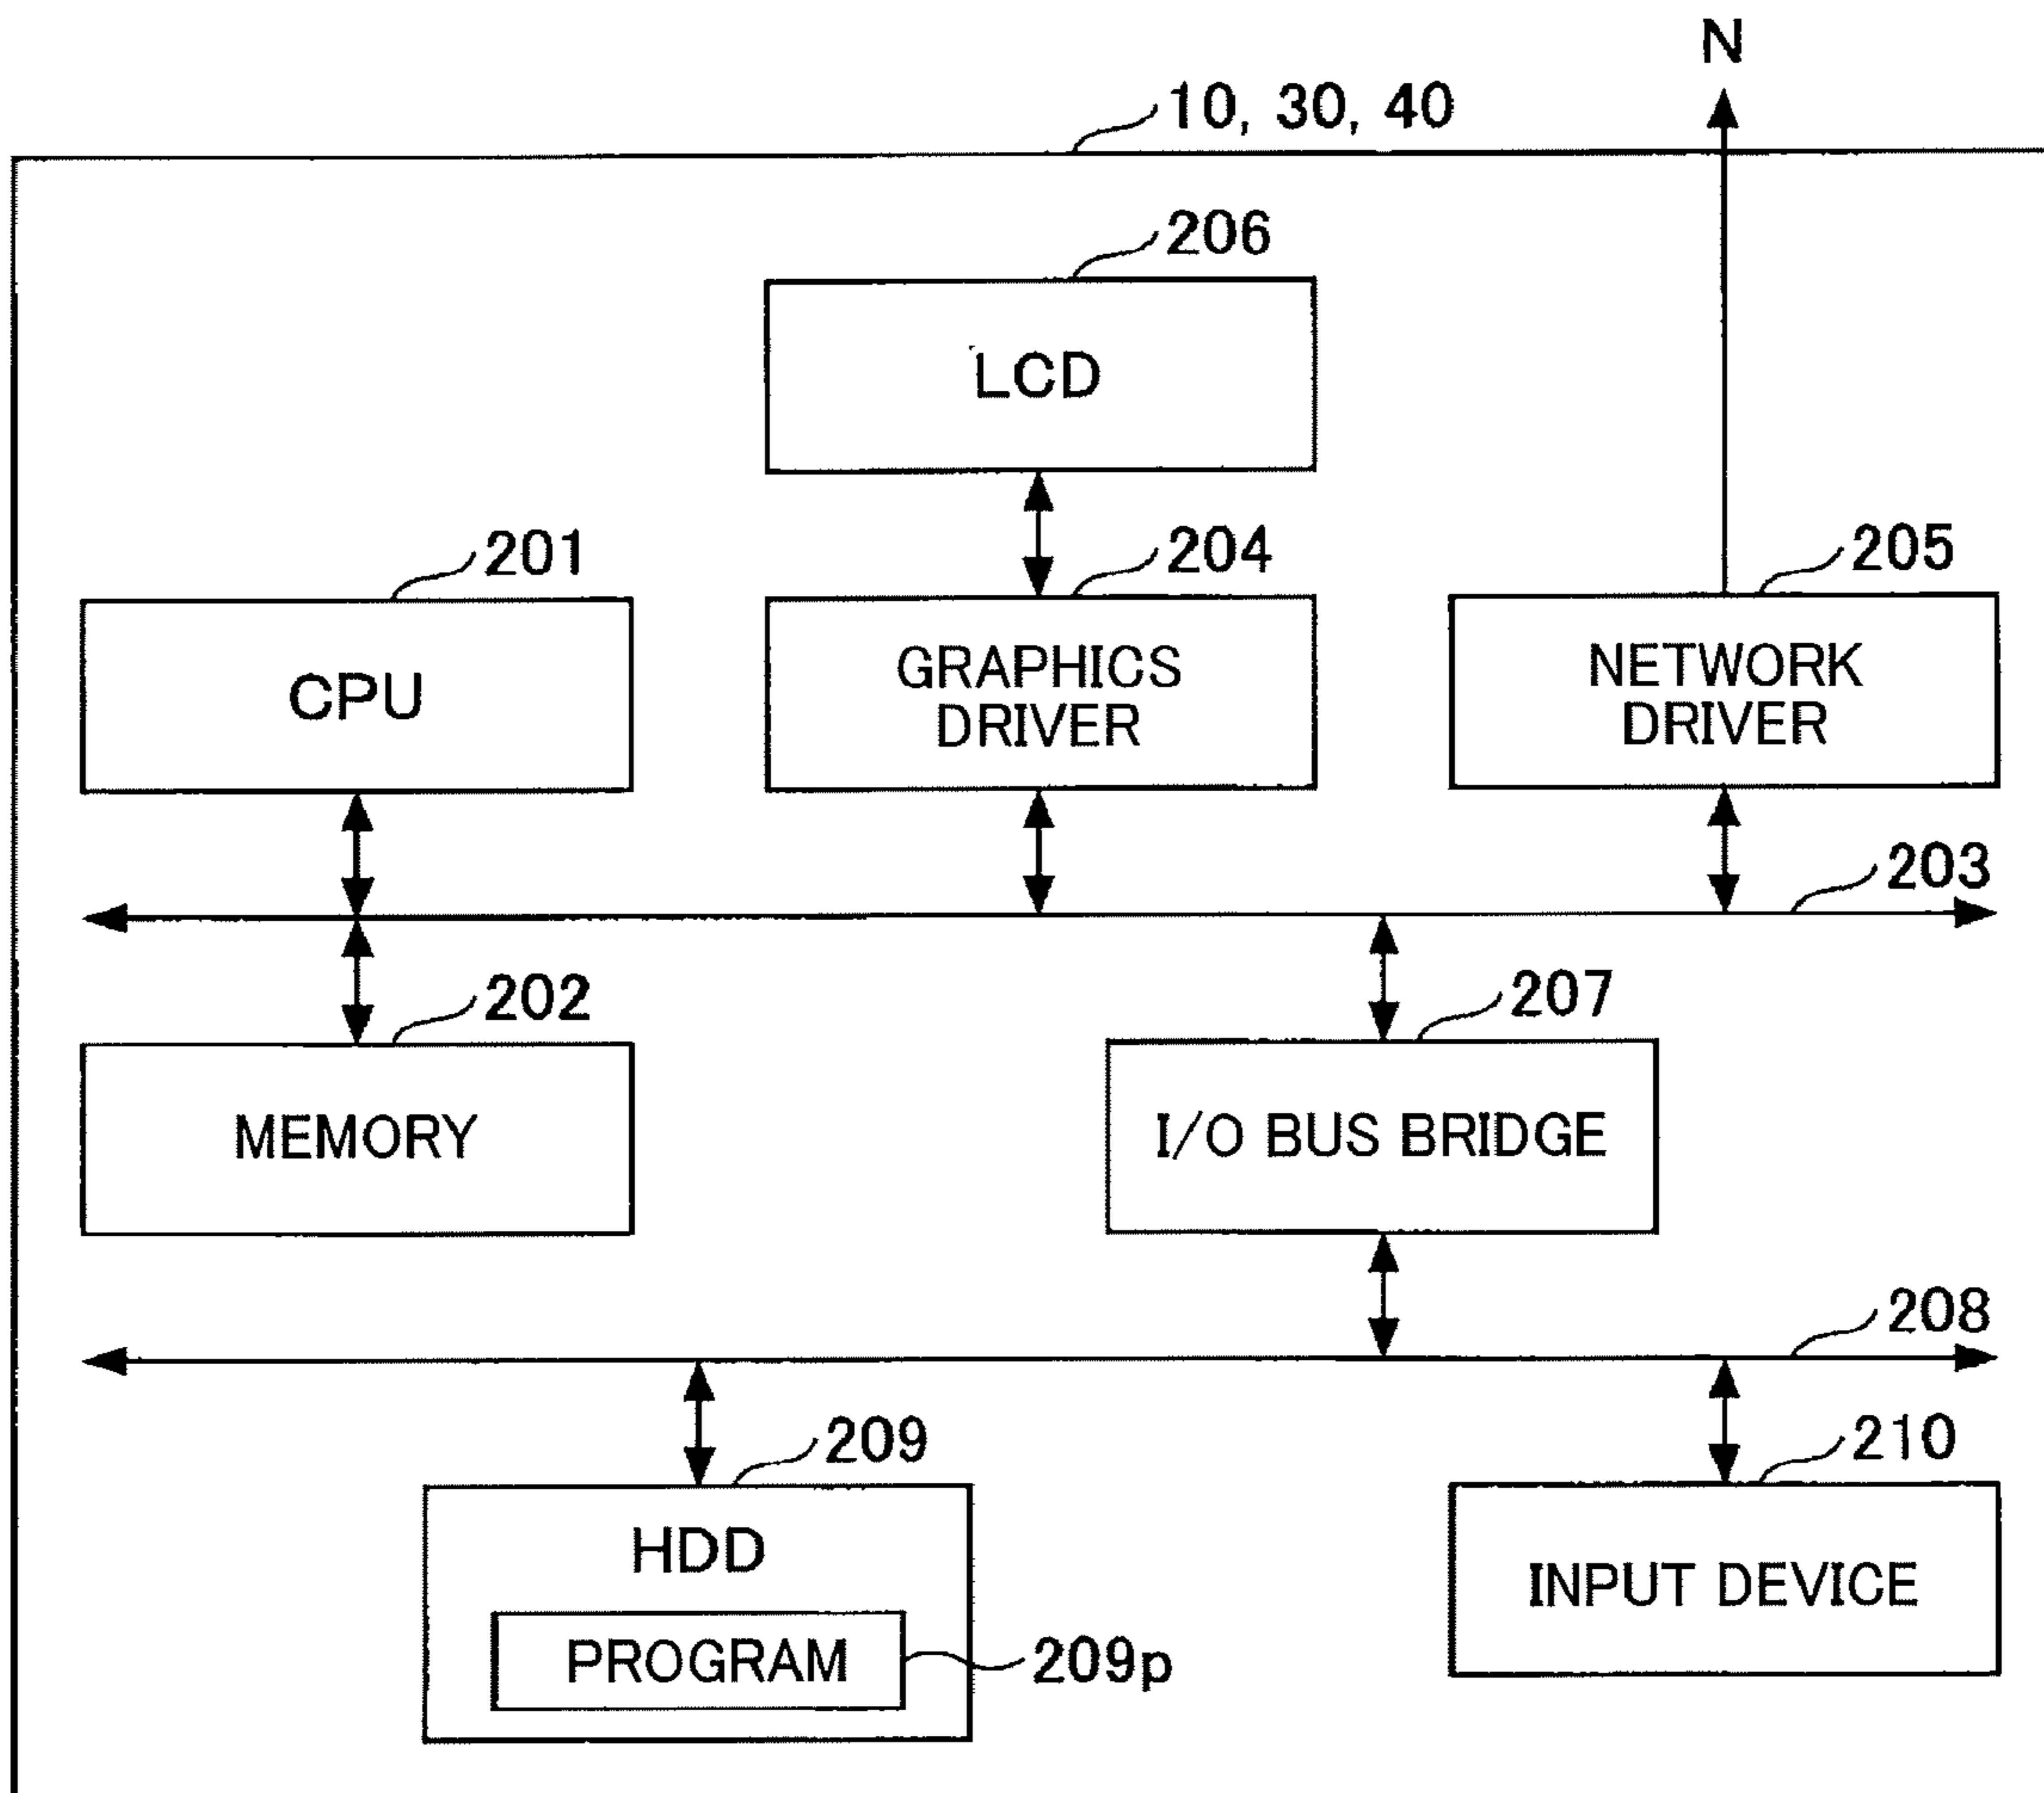 N
10, 30, 40
206
LCD
201
204
205
CPU
GRAPHICS
DRIVER
NETWORK
DRIVER
203
202
207
MEMORY
I/O BUS BRIDGE
208
209
210
HDD
INPUT DEVICE
PROGRAM
209p